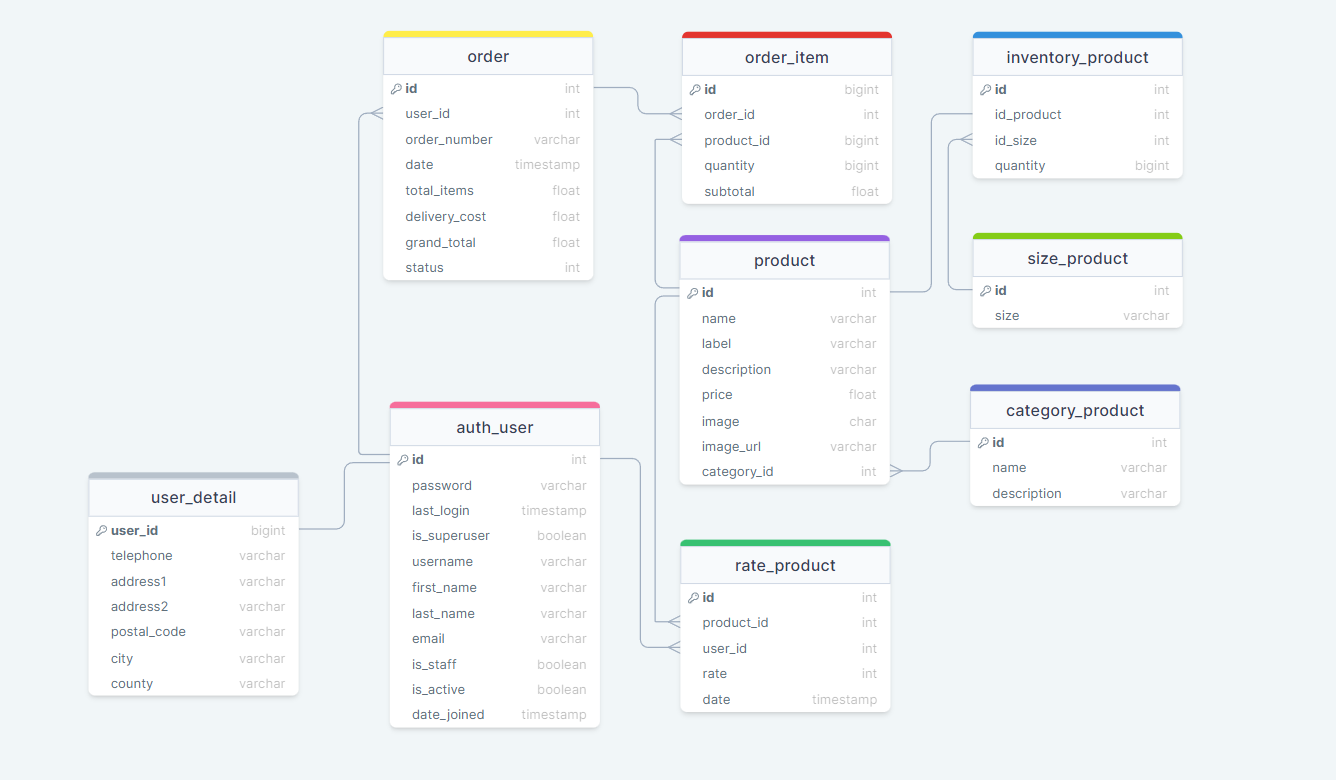 order
id int
user_id int
order_number varchar
date timestamp
total_items float
delivery_cost float
grand_total float
status int
order_item
id bigint
order_id int
product_id bigint
quantity bigint
subtotal float
inventory_product
id int
id_product int
id_size int
quantity bigint
product
id int
name varchar
label varchar
description varchar
price float
image char
image_url varchar
category_id int
size_product
id int
size varchar
category_product
id int
name varchar
description varchar
auth_user
id int
password varchar
last_login timestamp
is_superuser boolean
username varchar
first_name varchar
last_name varchar
email varchar
is_staff boolean
is_active boolean
date_joined timestamp
user_detail
user_id bigint
telephone varchar
address1 varchar
address2 varchar
postal_code varchar
city varchar
county varchar
rate_product
id int
product_id int
user_id int
rate int
date timestamp